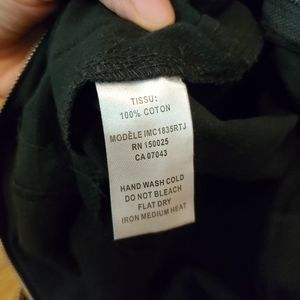 TISSU:
100% COTON
MODÈLE IMC1835RTJ
RN 150025
CA 07043
HAND WASH COLD
DO NOT BLEACH
FLAT DRY
IRON MEDIUM HEAT